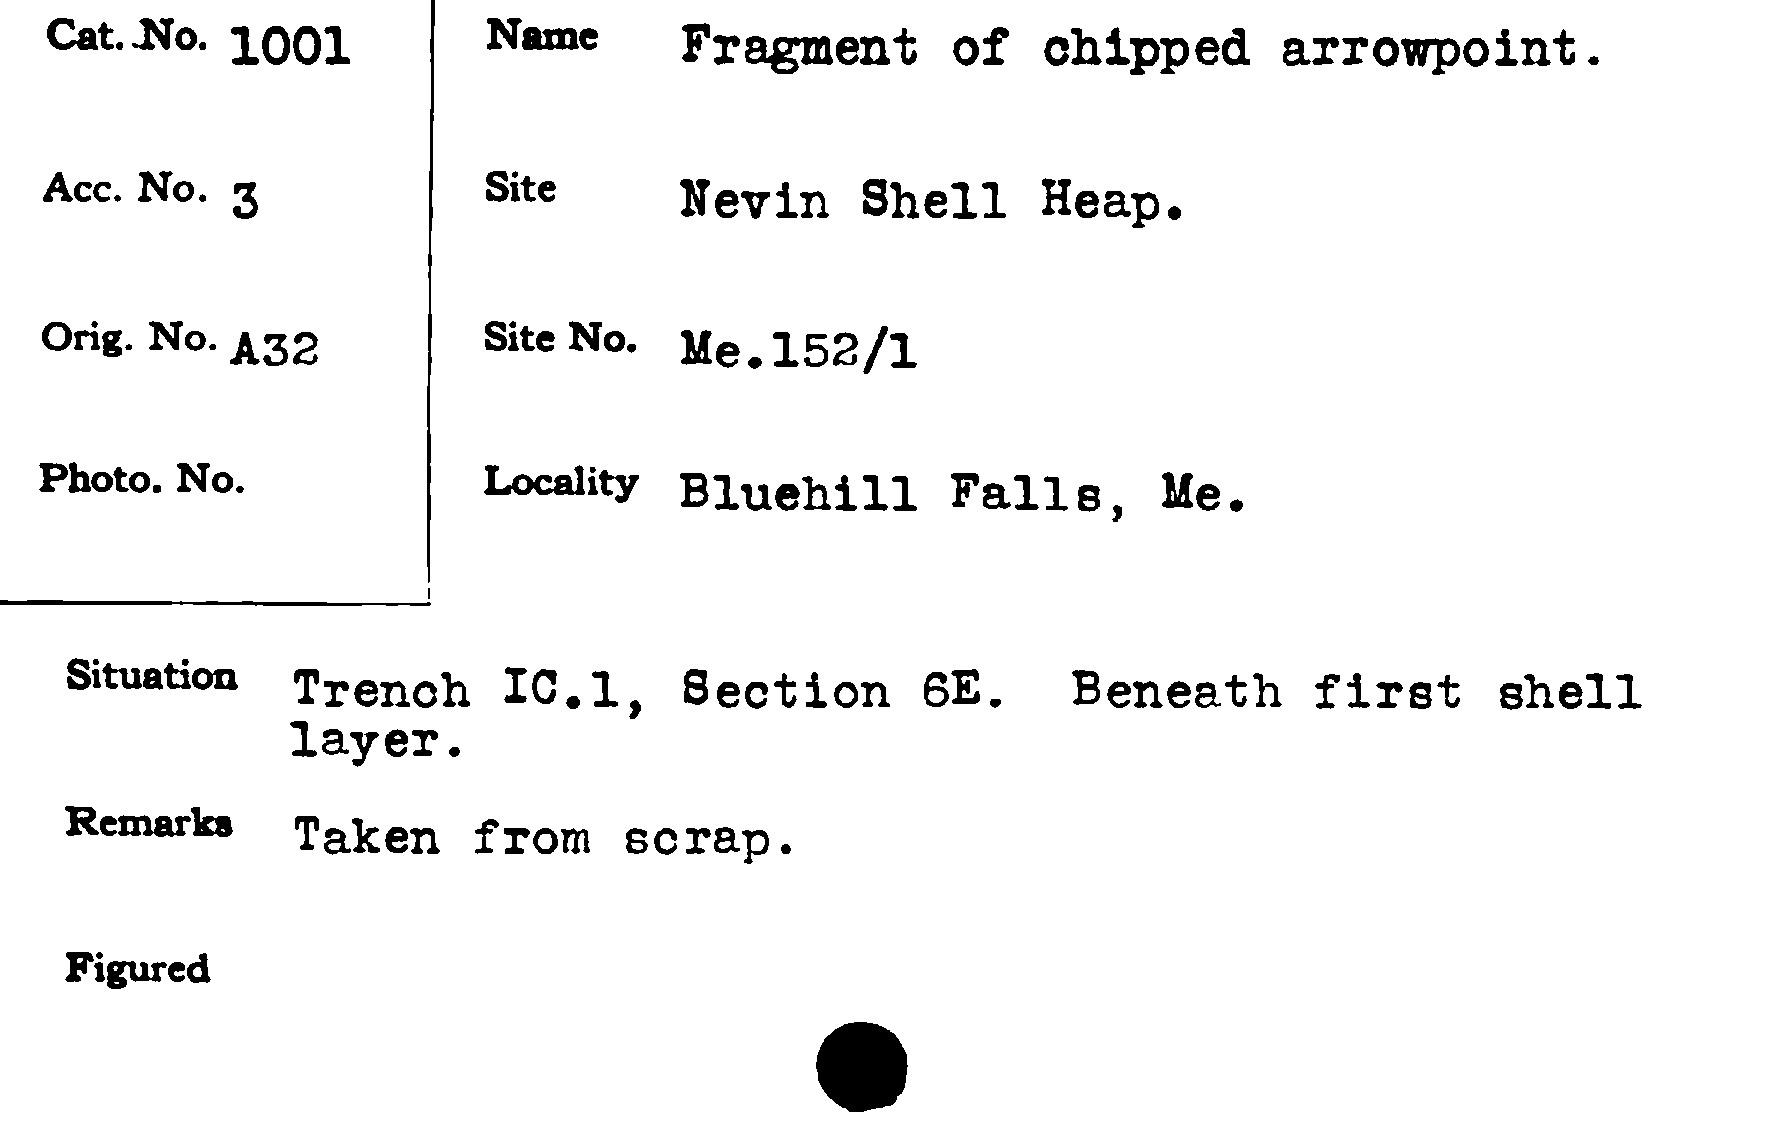 Cat. No. 1001
Name Fragment of chipped arrowpoint.
Acc. No. 3
Site Nevin Shell Heap.
Orig. No. A32
Site No. Me.152/1
Photo. No.
Locality Bluehill Falls, Me.
Situation Trench IC.1, Section 6E. Beneath first shell
layer.
Remarks Taken from scrap.
Figured